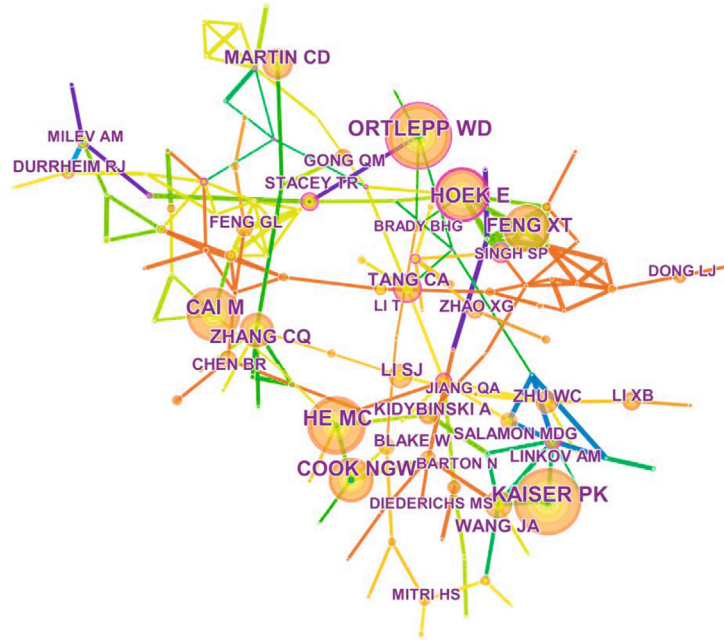 MARTIN CD
ORTLEPP WD
MILEV AM
GONG QM
DURRHEIM RJ
STACEY TR
HOEK E
FENG GL
BRADY BHG
FENG XT
SINGH SP
TANG CA
DONG LJ
LI T
CAI M
ZHAO XG
ZHANG CQ
CHEN BR
LI SJ
JIANG QA
ZHU WC
LI XB
KIDYBINSKI A
HE MC
BLAKE W
SALAMON MDG
LINKOV AM
COOK NGW
BARTON N
KAISER PK
DIEDERICHS MS
WANG JA
MITRI HS